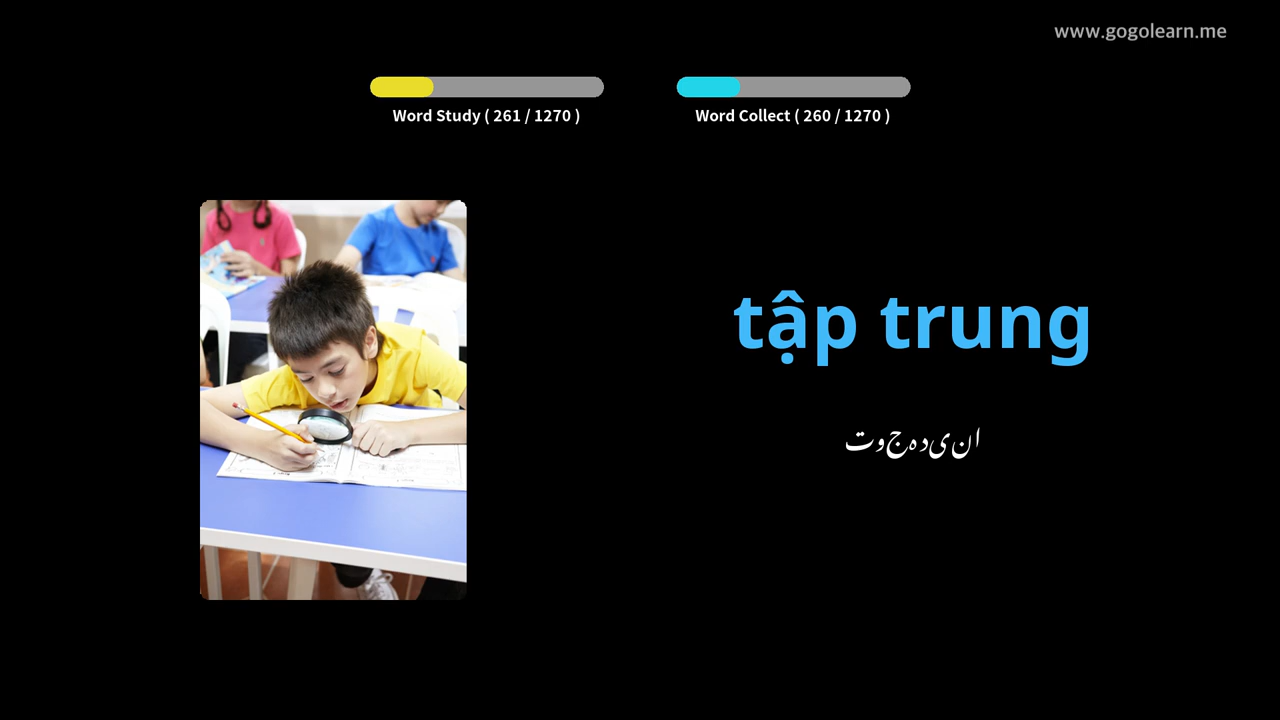 www.gogolearn.me
Word Study ( 261 / 1270 )
Word Collect ( 260 / 1270 )
tập trung
توجہ دینا